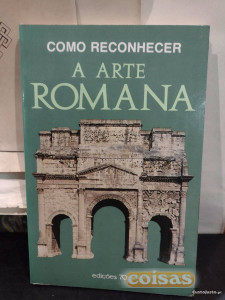 COMO RECONHECER
A ARTE
ROMANA
edições 70
coisas